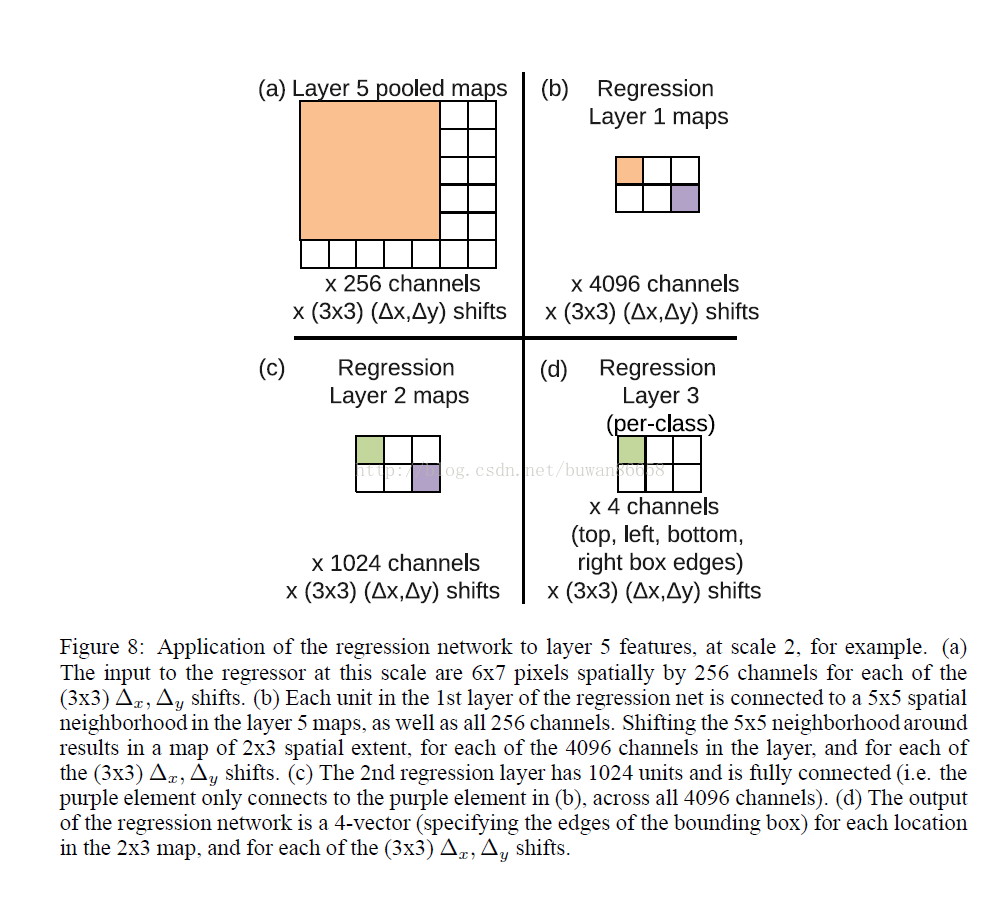 (a) Layer 5 pooled maps
x 256 channels
x (3x3) (Δx,Δy) shifts
(b) Regression
Layer 1 maps
x 4096 channels
x (3x3) (Δx,Δy) shifts
(c) Regression
Layer 2 maps
x 1024 channels
x (3x3) (Δx,Δy) shifts
(d) Regression
Layer 3
(per-class)
x 4 channels
(top, left, bottom,
right box edges)
x (3x3) (Δx,Δy) shifts
Figure 8: Application of the regression network to layer 5 features, at scale 2, for example. (a)
The input to the regressor at this scale are 6x7 pixels spatially by 256 channels for each of the
(3x3) Δx, Δy shifts. (b) Each unit in the 1st layer of the regression net is connected to a 5x5 spatial
neighborhood in the layer 5 maps, as well as all 256 channels. Shifting the 5x5 neighborhood around
results in a map of 2x3 spatial extent, for each of the 4096 channels in the layer, and for each of
the (3x3) Δx, Δy shifts. (c) The 2nd regression layer has 1024 units and is fully connected (i.e. the
purple element only connects to the purple element in (b), across all 4096 channels). (d) The output
of the regression network is a 4-vector (specifying the edges of the bounding box) for each location
in the 2x3 map, and for each of the (3x3) Δx, Δy shifts.